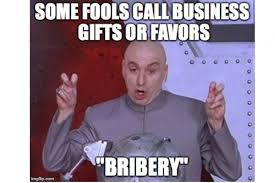 SOME FOOLS CALL BUSINESS
GIFTS OR FAVORS
"BRIBERY"
imgflip.com